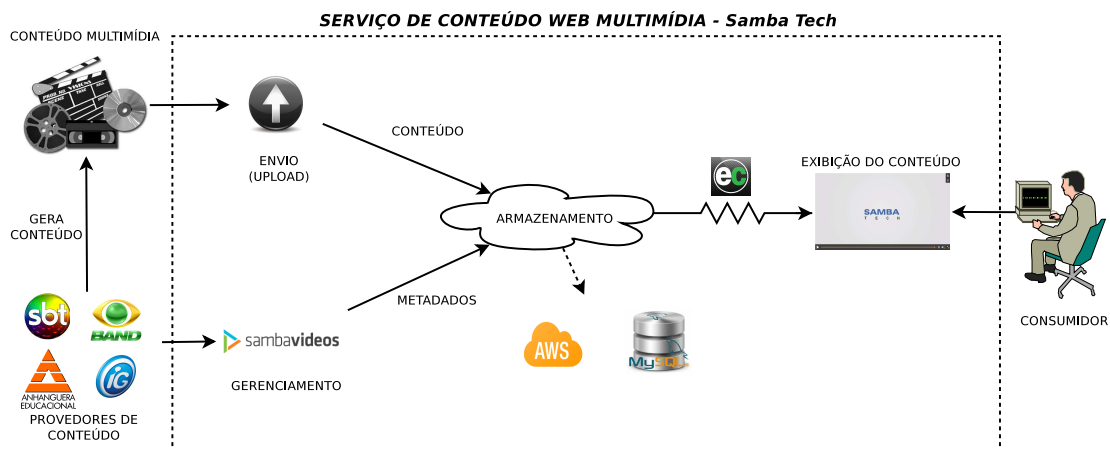 SERVIÇO DE CONTEÚDO WEB MULTIMÍDIA - Samba Tech
CONTEÚDO MULTIMÍDIA
ENVIO
(UPLOAD)
CONTEÚDO
ec
EXIBIÇÃO DO CONTEÚDO
SAMBA
TECH
ARMAZENAMENTO
GERA
CONTEÚDO
METADADOS
CONSUMIDOR
sbt
BAND
sambavideos
GERENCIAMENTO
AWS
MySQL
iG
ANHANGUERA
EDUCACIONAL
PROVEDORES DE
CONTEÚDO